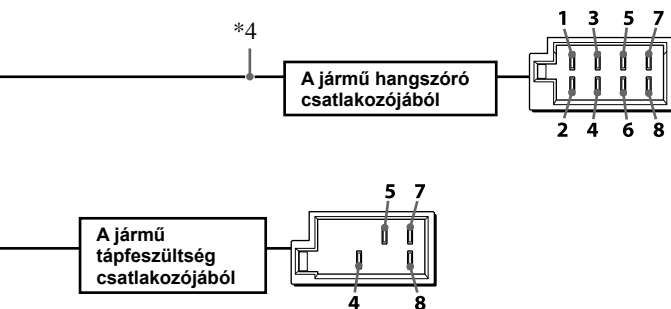 *4
1 3 5 7
A jármű hangszóró
csatlakozójából
2 4 6 8
5 7
A jármű
tápfeszültség
csatlakozójából
4 8